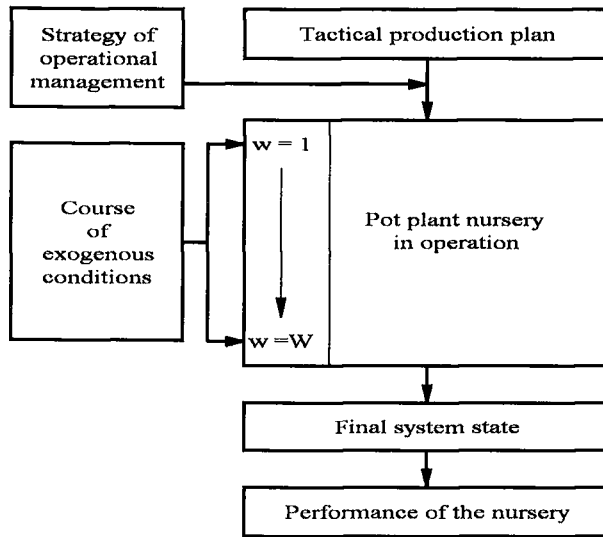 Strategy of
operational
management
Tactical production plan
Course
of
exogenous
conditions
w = 1
w =W
Pot plant nursery
in operation
Final system state
Performance of the nursery